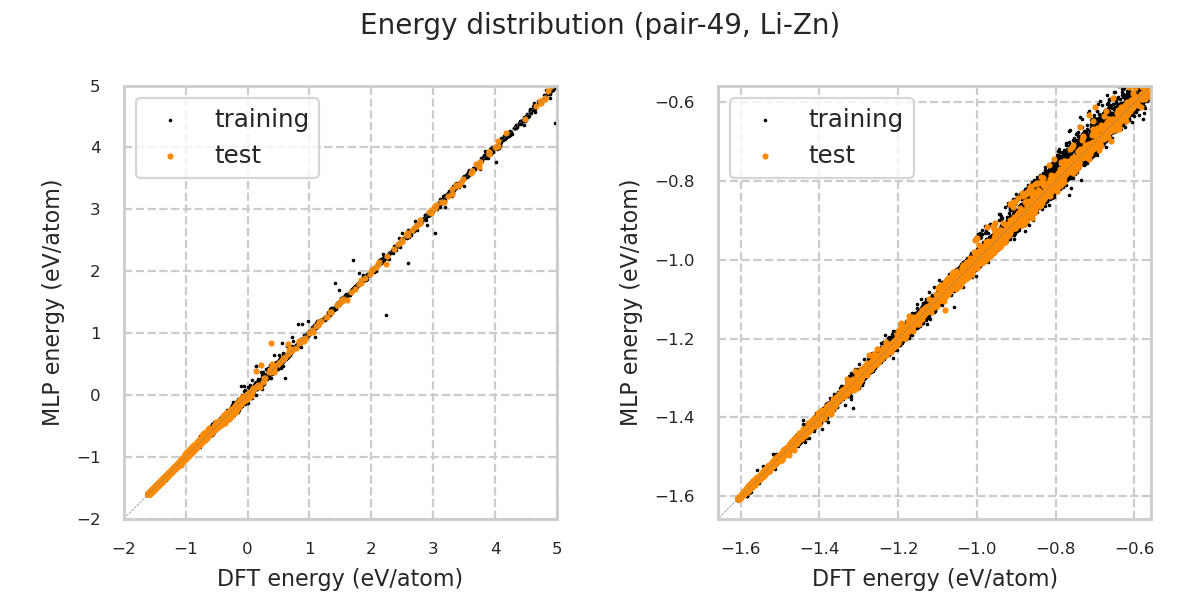 Energy distribution (pair-49, Li-Zn)
MLP energy (eV/atom)
5
4
3
2
1
0
−1
−2
training
test
−2 −1 0 1 2 3 4 5
DFT energy (eV/atom)
MLP energy (eV/atom)
−0.6
−0.8
−1.0
−1.2
−1.4
−1.6
training
test
−1.6 −1.4 −1.2 −1.0 −0.8 −0.6
DFT energy (eV/atom)